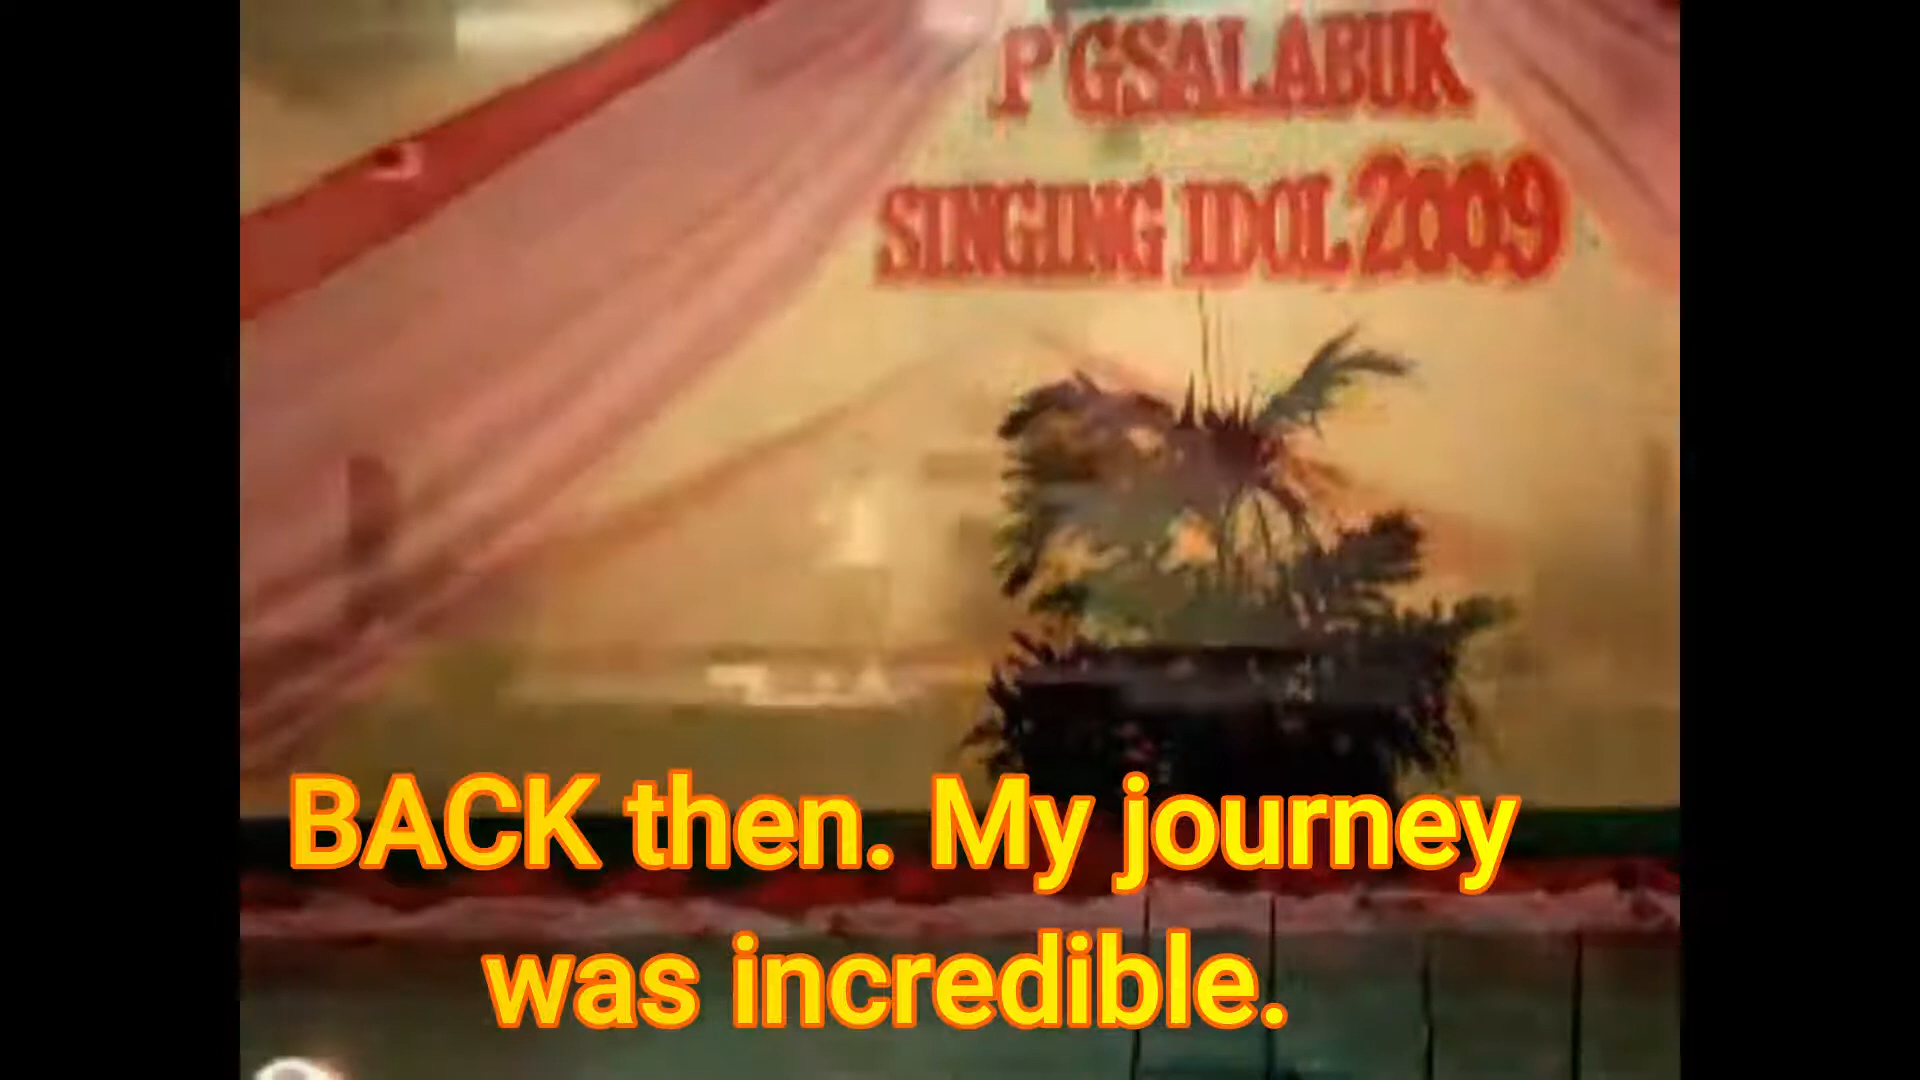 P'GSALABUK
SINGING IDOL 2009
BACK then. My journey
was incredible.